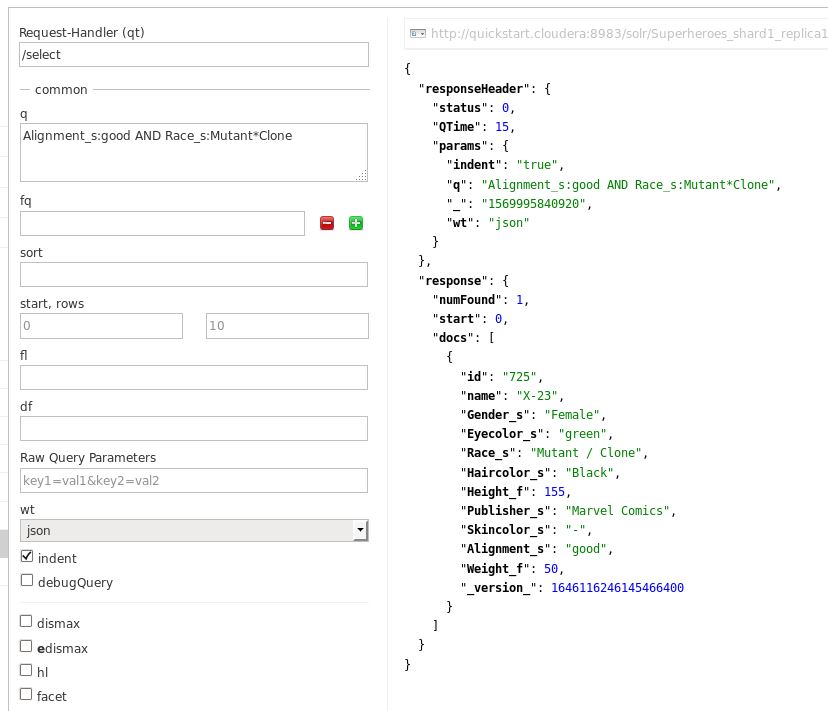 Request-Handler (qt)
/select
common
q
Alignment_s:good AND Race_s:Mutant*Clone
fq
sort
start, rows
0 10
fl
df
Raw Query Parameters
key1=val1&key2=val2
wt
json
indent
debugQuery
dismax
edismax
hl
facet
http://quickstart.cloudera:8983/solr/Superheroes_shard1_replica1
{
"responseHeader": {
"status": 0,
"QTime": 15,
"params": {
"indent": "true",
"q": "Alignment_s:good AND Race_s:Mutant*Clone",
"_": "1569995840920",
"wt": "json"
}
},
"response": {
"numFound": 1,
"start": 0,
"docs": [
{
"id": "725",
"name": "X-23",
"Gender_s": "Female",
"Eyecolor_s": "green",
"Race_s": "Mutant / Clone",
"Haircolor_s": "Black",
"Height_f": 155,
"Publisher_s": "Marvel Comics",
"Skincolor_s": "-",
"Alignment_s": "good",
"Weight_f": 50,
"_version_": 1646116246145466400
}
]
}
}